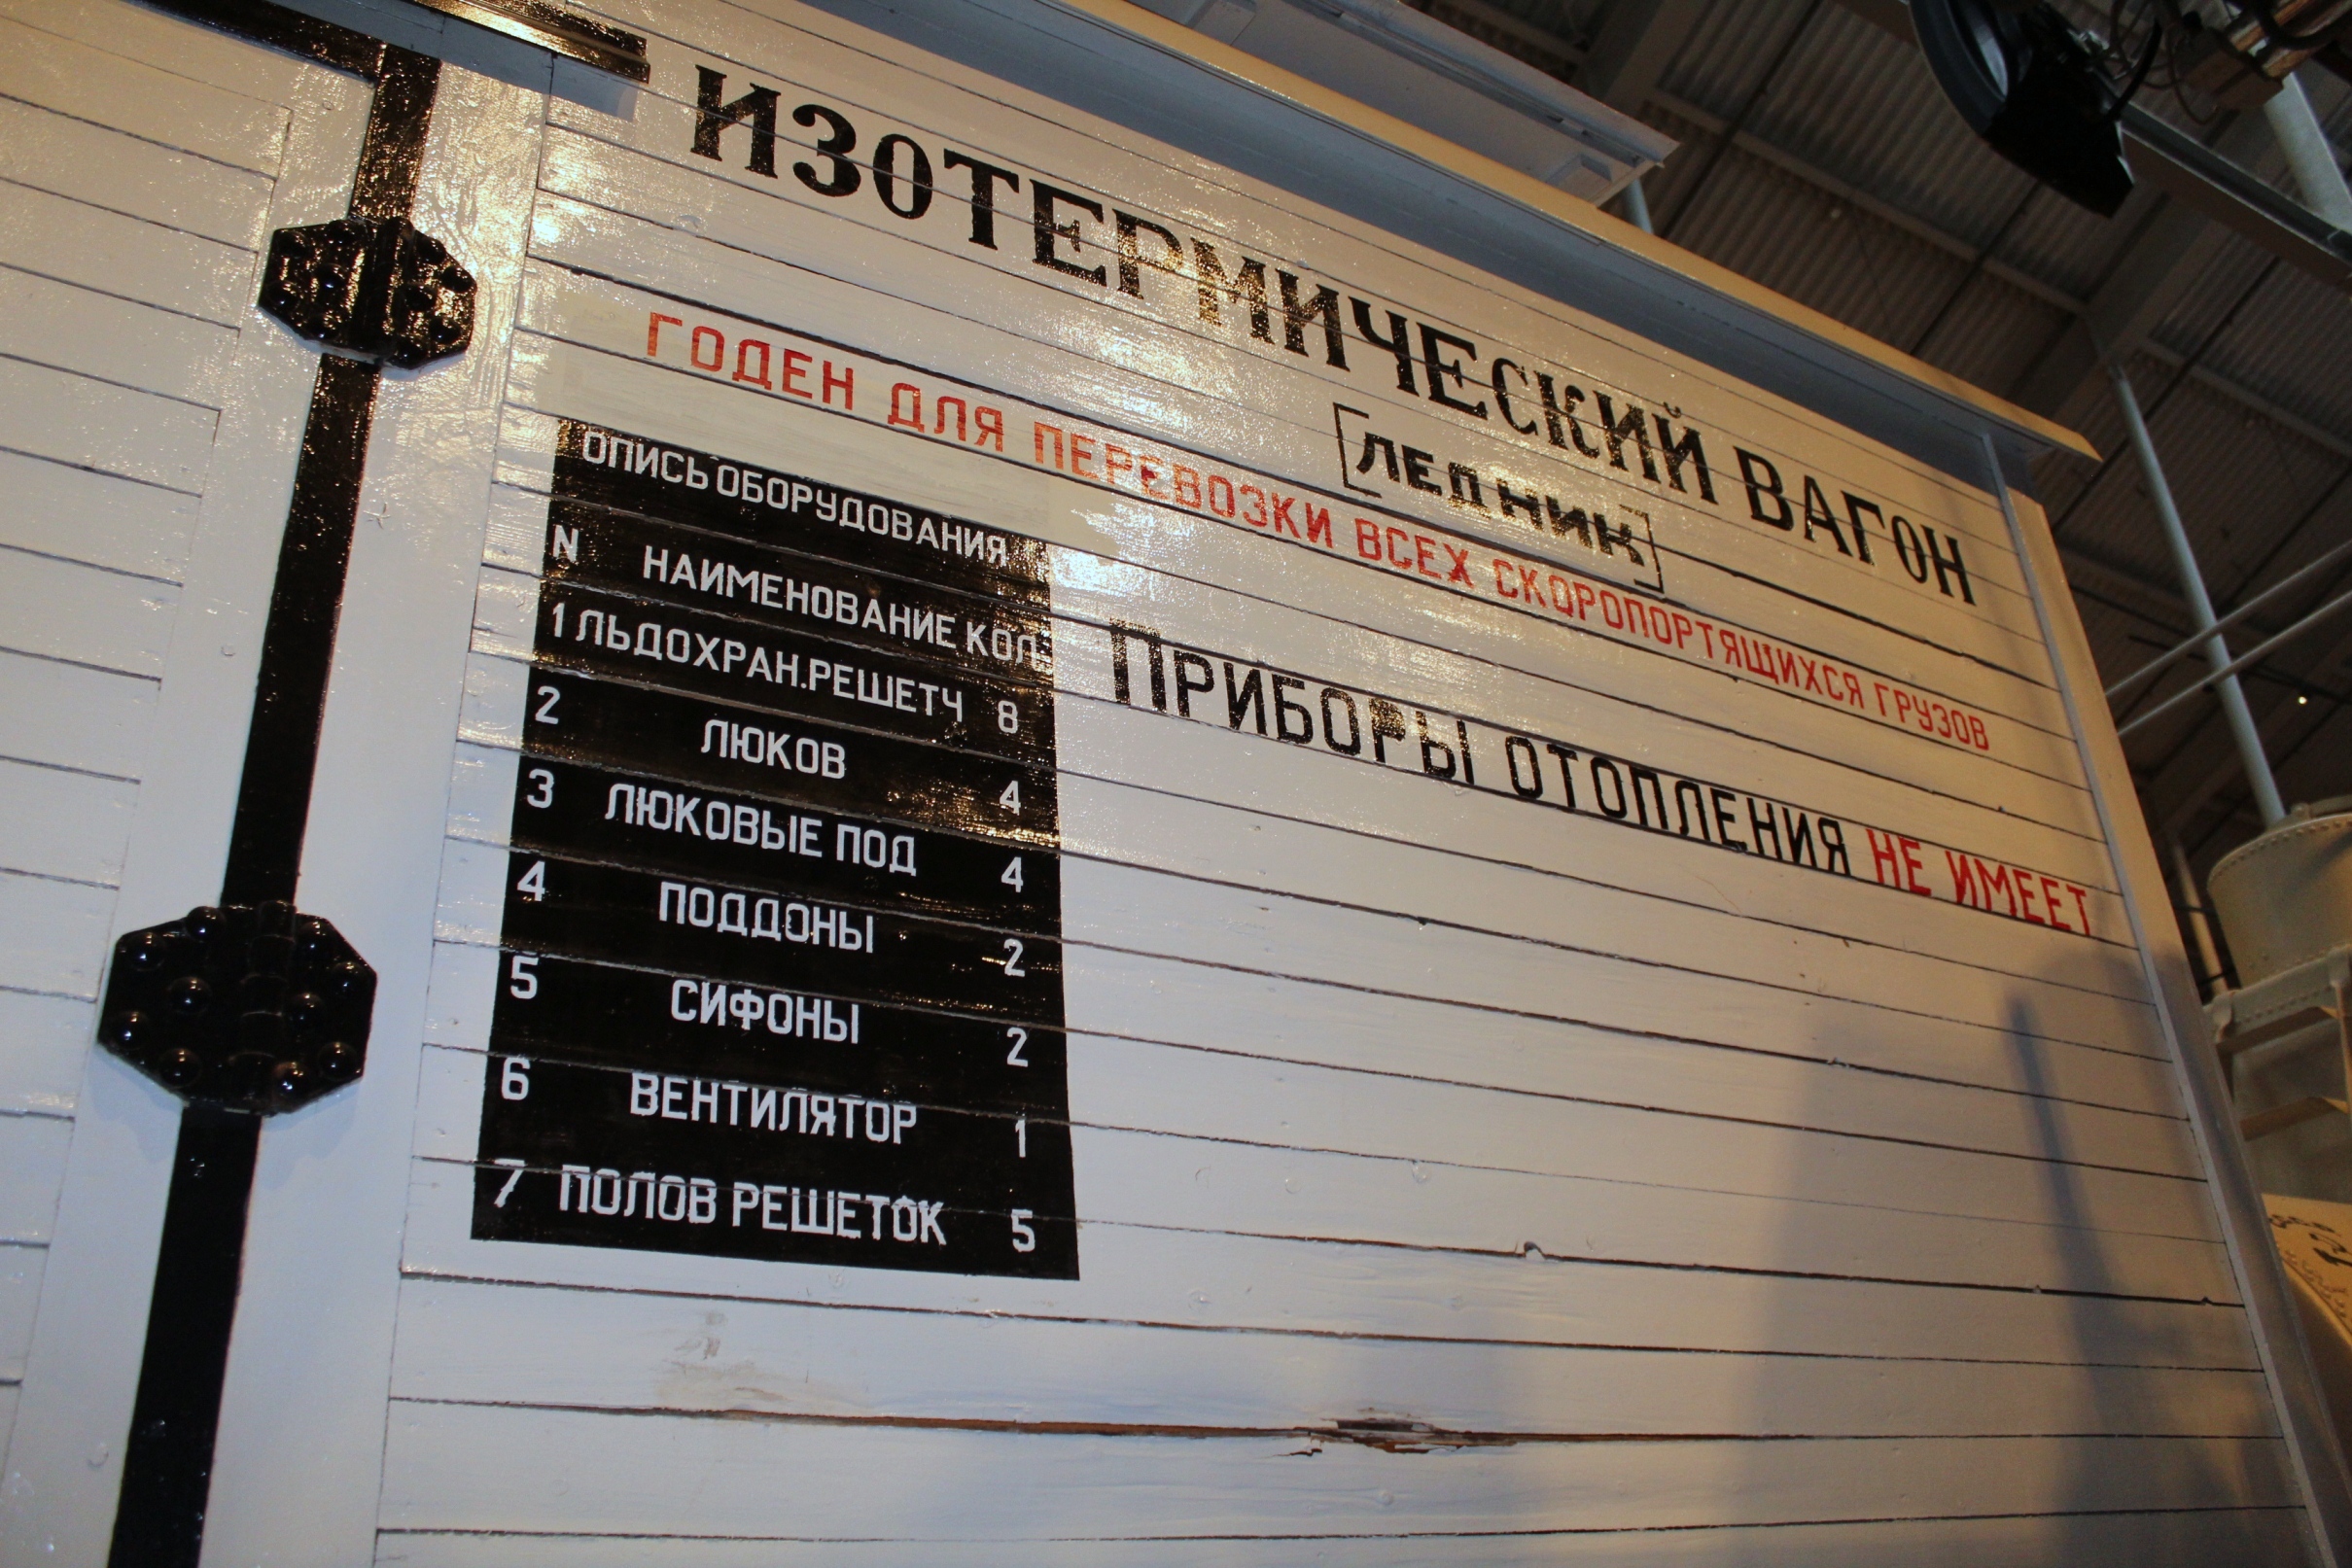 ИЗОТЕРМИЧЕСКИЙ ВАГОН
[ЛЕДНИК]
ГОДЕН ДЛЯ ПЕРЕВОЗКИ ВСЕХ СКОРОПОРТЯЩИХСЯ ГРУЗОВ
ПРИБОРЫ ОТОПЛЕНИЯ НЕ ИМЕЕТ
ОПИСЬ ОБОРУДОВАНИЯ
N НАИМЕНОВАНИЕ КОЛ.
1 ЛЬДОХРАН.РЕШЕТЧ 8
2 ЛЮКОВ 4
3 ЛЮКОВЫЕ ПОД 4
4 ПОДДОНЫ 2
5 СИФОНЫ 2
6 ВЕНТИЛЯТОР 1
7 ПОЛОВ РЕШЕТОК 5